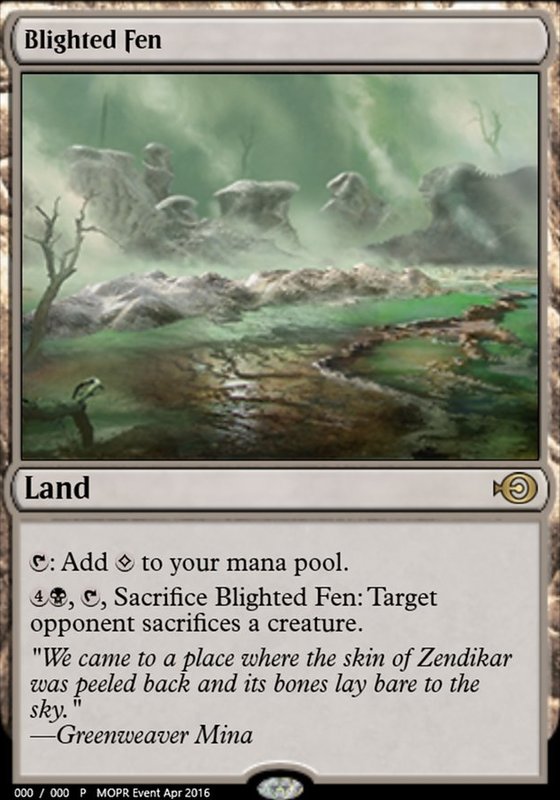 Blighted Fen
Land
: Add to your mana pool.
4 , , Sacrifice Blighted Fen: Target
opponent sacrifices a creature.
"We came to a place where the skin of Zendikar
was peeled back and its bones lay bare to the
sky."
—Greenweaver Mina
000 / 000 P MOPR Event Apr 2016